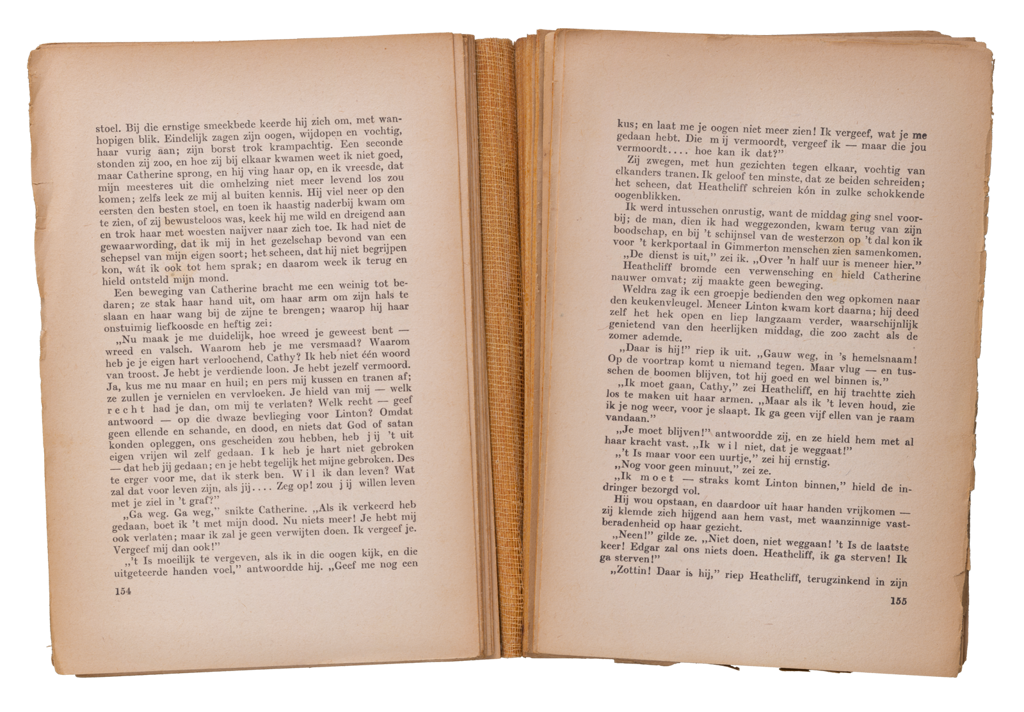 stoel. Bij die ernstige smeekbede keerde hij zich om, met wan-
hopigen blik. Eindelijk zagen zijn oogen, wijdopen en vochtig,
haar vurig aan; zijn borst trok krampachtig. Een seconde
stonden zij zoo, en hoe zij bij elkaar kwamen weet ik niet goed,
maar Catherine sprong, en hij ving haar op, en ik vreesde, dat
mijn meesteres uit die omhelzing niet meer levend los zou
komen; zelfs leek ze mij al buiten kennis. Hij viel neer op den
eersten den besten stoel, en toen ik haastig naderbij kwam om
te zien, of zij bewusteloos was, keek hij me wild en dreigend aan
en trok haar met woesten naijver naar zich toe. Ik had niet de
gewaarwording, dat ik mij in het gezelschap bevond van een
schepsel van mijn eigen soort; het scheen, dat hij niet begrijpen
kon, wát ik ook tot hem sprak; en daarom week ik terug en
hield ontsteld mijn mond.
Een beweging van Catherine bracht me een weinig tot be-
daren; ze stak haar hand uit, om haar arm om zijn hals te
slaan en haar wang bij de zijne te brengen; waarop hij haar
onstuimig liefkoosde en heftig zei:
„Nu maak je me duidelijk, hoe wreed je geweest bent —
wreed en valsch. Waarom heb je me versmaad? Waarom
heb je je eigen hart verloochend, Cathy? Ik heb niet één woord
van troost. Je hebt je verdiende loon. Je hebt jezelf vermoord.
Ja, kus me nu maar en huil; en pers mij kussen en tranen af;
ze zullen je vernielen en vervloeken. Je hield van mij — welk
r e c h t had je dan, om mij te verlaten? Welk recht — geef
antwoord — op die dwaze bevlieging voor Linton? Omdat
geen ellende en schande, en dood, en niets dat God of satan
konden opleggen, ons gescheiden zou hebben, heb j ij 't uit
eigen vrijen wil zelf gedaan. I k heb je hart niet gebroken
— dat heb jij gedaan; en je hebt tegelijk het mijne gebroken. Des
te erger voor me, dat ik sterk ben. W i l ik dan leven? Wat
zal dat voor leven zijn, als jij.... Zeg op! zou j ij willen leven
met je ziel in 't graf?"
„Ga weg. Ga weg," snikte Catherine. „Als ik verkeerd heb
gedaan, boet ik 't met mijn dood. Nu niets meer! Je hebt mij
ook verlaten; maar ik zal je geen verwijten doen. Ik vergeef je.
Vergeef mij dan ook!"
„'t Is moeilijk te vergeven, als ik in die oogen kijk, en die
uitgeteerde handen voel," antwoordde hij. „Geef me nog een
154
kus; en laat me je oogen niet meer zien! Ik vergeef, wat je me
gedaan hebt. Die m ij vermoordt, vergeef ik — maar die jou
vermoordt.... hoe kan ik dat?"
Zij zwegen, met hun gezichten tegen elkaar, vochtig van
elkanders tranen. Ik geloof ten minste, dat ze beiden schreiden;
het scheen, dat Heathcliff schreien kón in zulke schokkende
oogenblikken.
Ik werd intusschen onrustig, want de middag ging snel voor-
bij; de man, dien ik had weggezonden, kwam terug van zijn
boodschap, en bij 't schijnsel van de westerzon op 't dal kon ik
voor 't kerkportaal in Gimmerton menschen zien samenkomen.
„De dienst is uit," zei ik. „Over 'n half uur is meneer hier."
Heathcliff bromde een verwensching en hield Catherine
nauwer omvat; zij maakte geen beweging.
Weldra zag ik een groepje bedienden den weg opkomen naar
den keukenvleugel. Meneer Linton kwam kort daarna; hij deed
zelf het hek open en liep langzaam verder, waarschijnlijk
genietend van den heerlijken middag, die zoo zacht als de
zomer ademde.
„Daar is hij!" riep ik uit. „Gauw weg, in 's hemelsnaam!
Op de voortrap komt u niemand tegen. Maar vlug — en tus-
schen de boomen blijven, tot hij goed en wel binnen is."
„Ik moet gaan, Cathy," zei Heathcliff, en hij trachtte zich
los te maken uit haar armen. „Maar als ik 't leven houd, zie
ik je nog weer, voor je slaapt. Ik ga geen vijf ellen van je raam
vandaan."
„Je moet blijven!" antwoordde zij, en ze hield hem met al
haar kracht vast. „Ik w i l niet, dat je weggaat!"
„'t Is maar voor een uurtje," zei hij ernstig.
„Nog voor geen minuut," zei ze.
„Ik m o e t — straks komt Linton binnen," hield de in-
dringer bezorgd vol.
Hij wou opstaan, en daardoor uit haar handen vrijkomen —
zij klemde zich hijgend aan hem vast, met waanzinnige vast-
beradenheid op haar gezicht.
„Neen!" gilde ze. „Niet doen, niet weggaan! 't Is de laatste
keer! Edgar zal ons niets doen. Heathcliff, ik ga sterven! Ik
ga sterven!"
„Zottin! Daar is hij," riep Heathcliff, terugzinkend in zijn
155